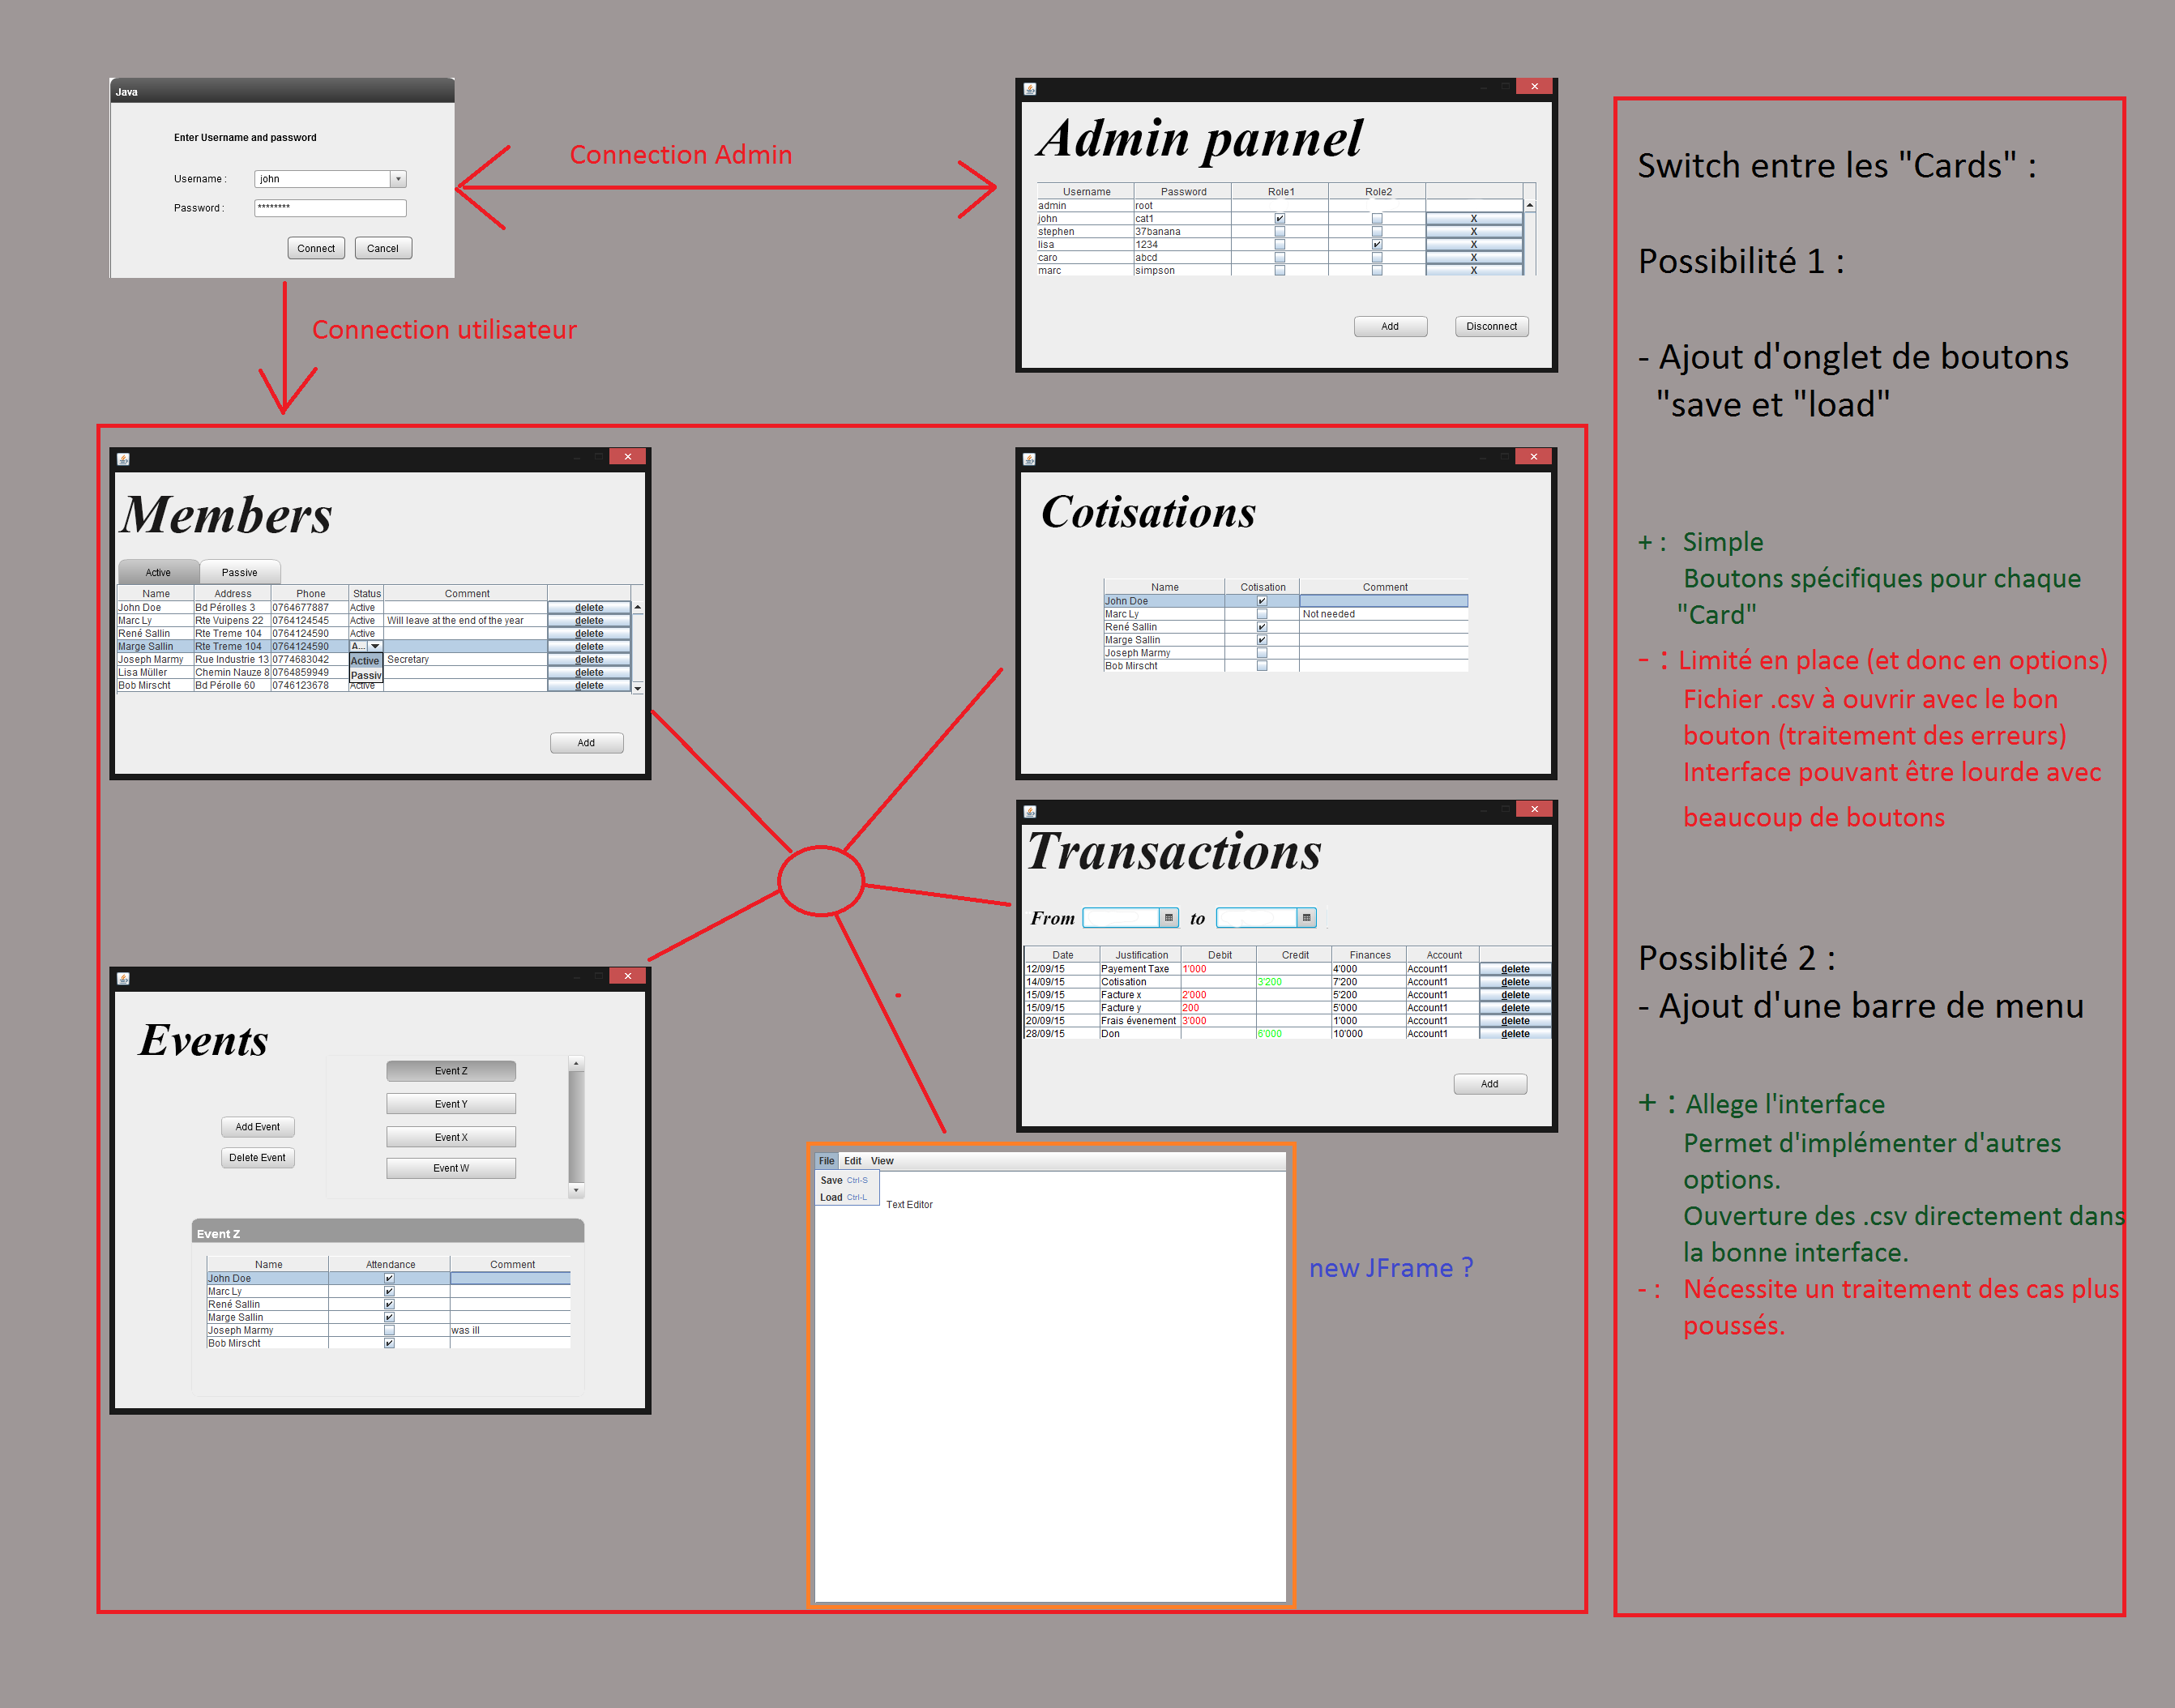 Java
Enter Username and password
Username : john
Password : ********
Connect Cancel
Connection Admin
Connection utilisateur
Admin pannel
Username Password Role1 Role2
admin root
john cat1 X
stephen 37banana X
lisa 1234 X
caro abcd X
marc simpson X
Add Disconnect
Members
Active Passive
Name Address Phone Status Comment
John Doe Bd Pérolles 3 0764677887 Active delete
Marc Ly Rte Vuipens 22 0764124545 Active Will leave at the end of the year delete
René Sallin Rte Treme 104 0764124590 Active delete
Marge Sallin Rte Treme 104 0764124590 A... delete
Joseph Marmy Rue Industrie 13 0774683042 Active Secretary delete
Lisa Müller Chemin Nauze 8 0764859949 Passiv delete
Bob Mirscht Bd Pérolle 60 0746123678 Active delete
Add
Cotisations
Name Cotisation Comment
John Doe
Marc Ly Not needed
René Sallin
Marge Sallin
Joseph Marmy
Bob Mirscht
Transactions
From to
Date Justification Debit Credit Finances Account
12/09/15 Payement Taxe 1'000 4'000 Account1 delete
14/09/15 Cotisation 3'200 7'200 Account1 delete
15/09/15 Facture x 2'000 5'200 Account1 delete
15/09/15 Facture y 200 5'000 Account1 delete
20/09/15 Frais évenement 3'000 1'000 Account1 delete
28/09/15 Don 6'000 10'000 Account1 delete
Add
Events
Event Z
Event Y
Event X
Event W
Add Event
Delete Event
Event Z
Name Attendance Comment
John Doe
Marc Ly
René Sallin
Marge Sallin
Joseph Marmy was ill
Bob Mirscht
File Edit View
Save Ctrl-S
Load Ctrl-L
Text Editor
new JFrame ?
Switch entre les "Cards" :
Possibilité 1 :
- Ajout d'onglet de boutons
"save et "load"
+ : Simple
Boutons spécifiques pour chaque
"Card"
- : Limité en place (et donc en options)
Fichier .csv à ouvrir avec le bon
bouton (traitement des erreurs)
Interface pouvant être lourde avec
beaucoup de boutons
Possiblité 2 :
- Ajout d'une barre de menu
+ : Allege l'interface
Permet d'implémenter d'autres
options.
Ouverture des .csv directement dans
la bonne interface.
- : Nécessite un traitement des cas plus
poussés.